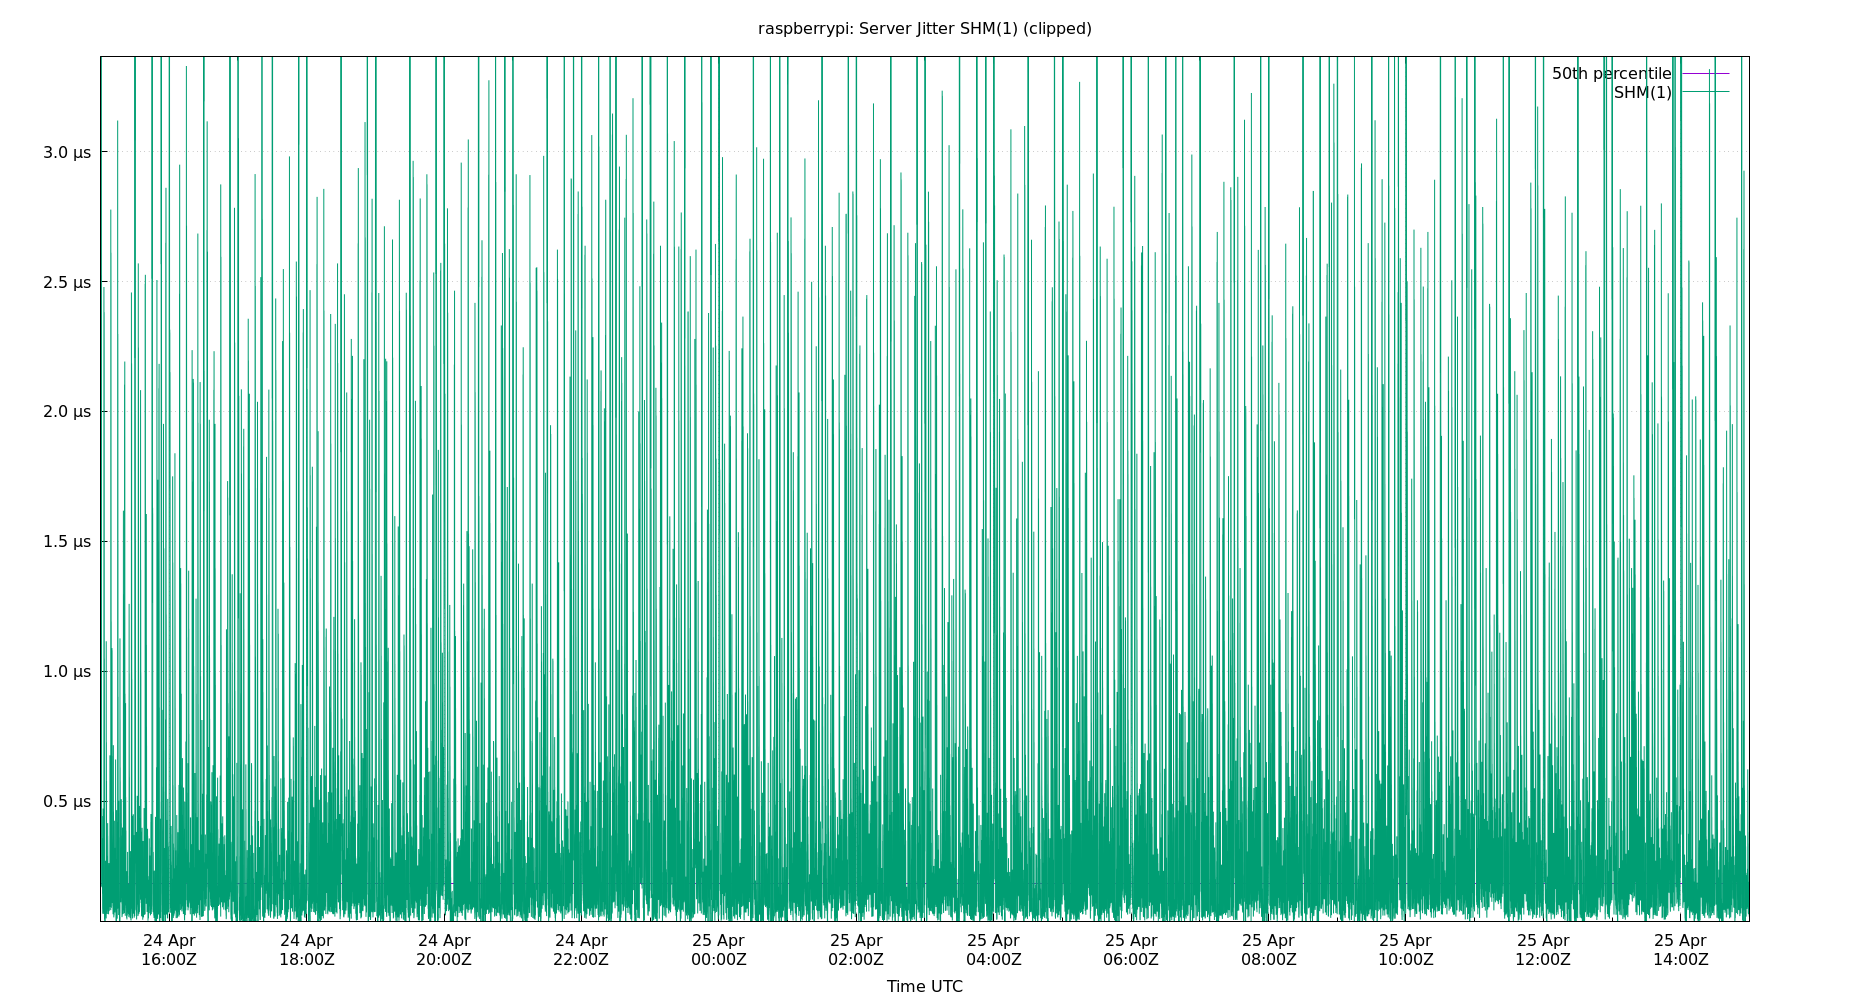 raspberrypi: Server Jitter SHM(1) (clipped)
50th percentile
SHM(1)
3.0 µs
2.5 µs
2.0 µs
1.5 µs
1.0 µs
0.5 µs
24 Apr 24 Apr 24 Apr 24 Apr 25 Apr 25 Apr 25 Apr 25 Apr 25 Apr 25 Apr 25 Apr 25 Apr
16:00Z 18:00Z 20:00Z 22:00Z 00:00Z 02:00Z 04:00Z 06:00Z 08:00Z 10:00Z 12:00Z 14:00Z
Time UTC